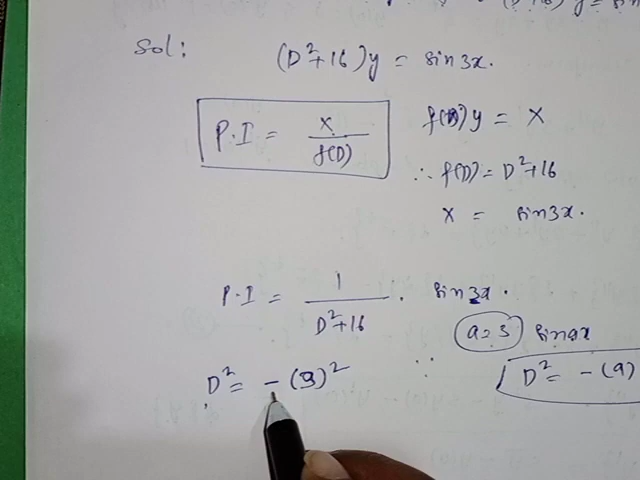 Sol: (D²+16)y = sin3x.
P.I = X / f(D)
f(D)y = X
∴ f(D) = D²+16
X = sin3x.
P.I = 1 / D²+16 . sin3x.
a=3 sinax
D² = -(3)² ∴ D² = -(a)